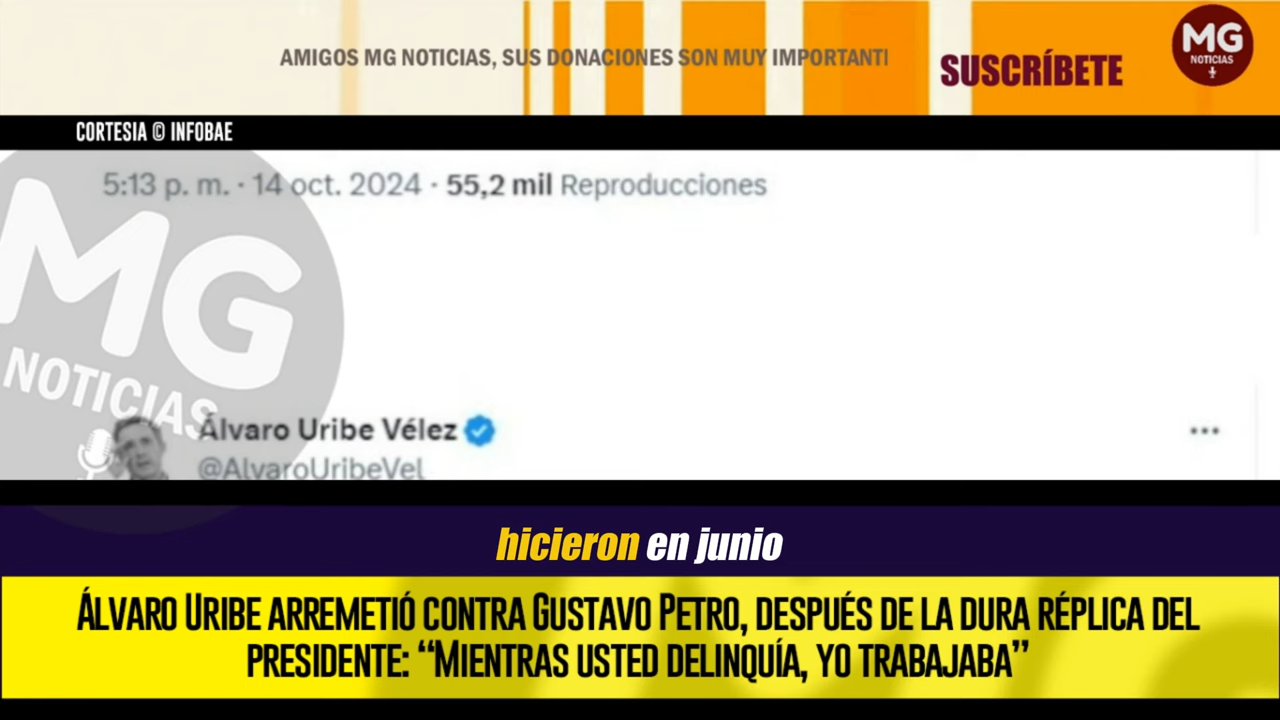 AMIGOS MG NOTICIAS, SUS DONACIONES SON MUY IMPORTANTI
SUSCRÍBETE
MG
NOTICIAS
CORTESIA © INFOBAE
5:13 p. m. · 14 oct. 2024 · 55,2 mil Reproducciones
MG
NOTICIAS
Álvaro Uribe Vélez
@AlvaroUribeVel
hicieron en junio
ÁLVARO URIBE ARREMETIÓ CONTRA GUSTAVO PETRO, DESPUÉS DE LA DURA RÉPLICA DEL
PRESIDENTE: “MIENTRAS USTED DELINQUÍA, YO TRABAJABA”